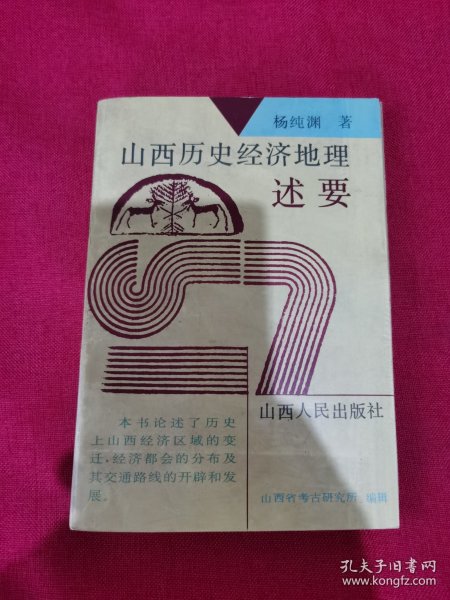 杨纯渊 著
山西历史经济地理
述要
山西人民出版社
本书论述了历史
上山西经济区域的变
迁、经济都会的分布及
其交通路线的开辟和发
展。
山西省考古研究所 编辑
孔夫子旧书网
www.kongfz.com